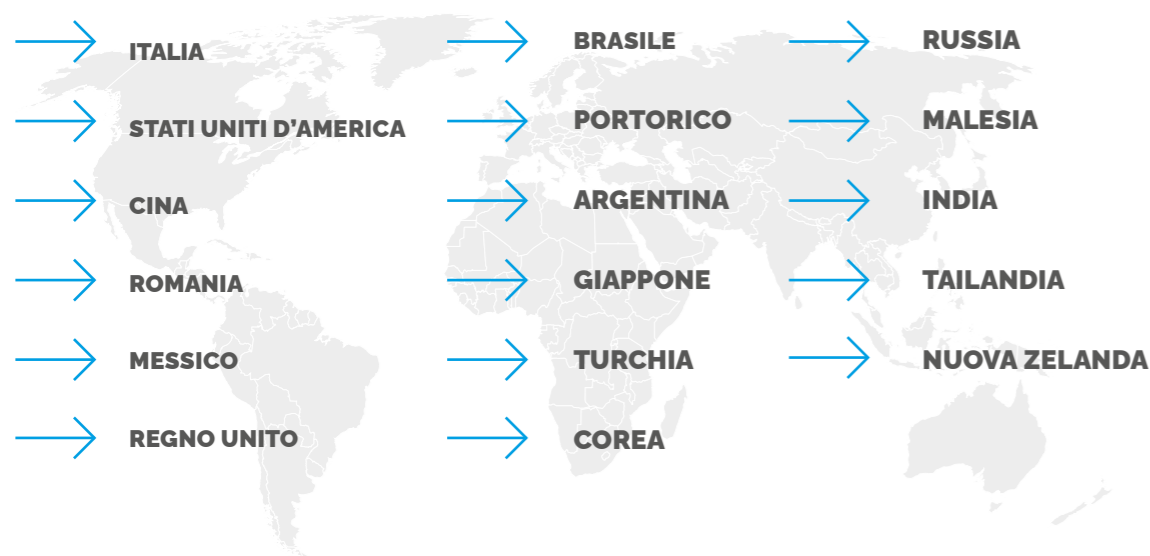 ITALIA
STATI UNITI D’AMERICA
CINA
ROMANIA
MESSICO
REGNO UNITO
BRASILE
PORTORICO
ARGENTINA
GIAPPONE
TURCHIA
COREA
RUSSIA
MALESIA
INDIA
TAILANDIA
NUOVA ZELANDA